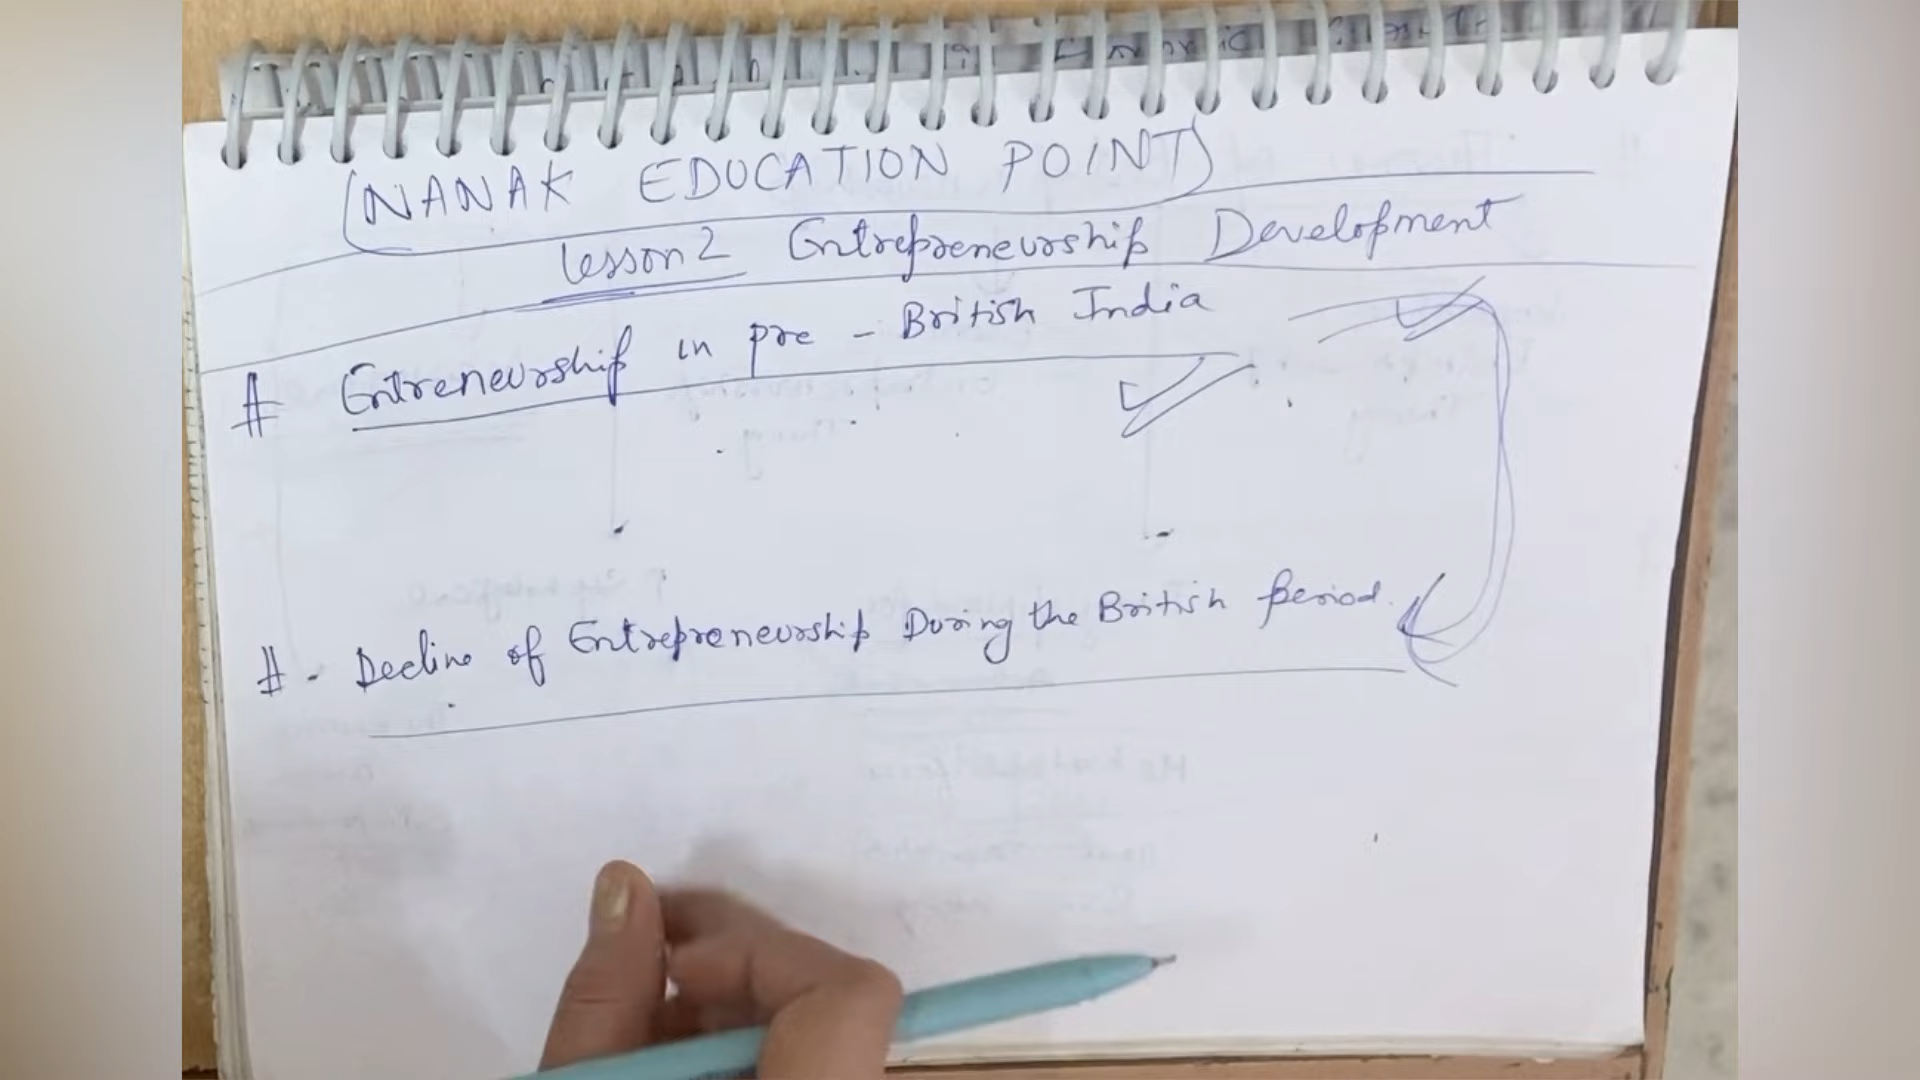 (NANAK EDUCATION POINT)
Lesson 2 Entrepreneurship Development
# Entreneurship in pre - British India
# - Decline of Entrepreneurship During the British Period.